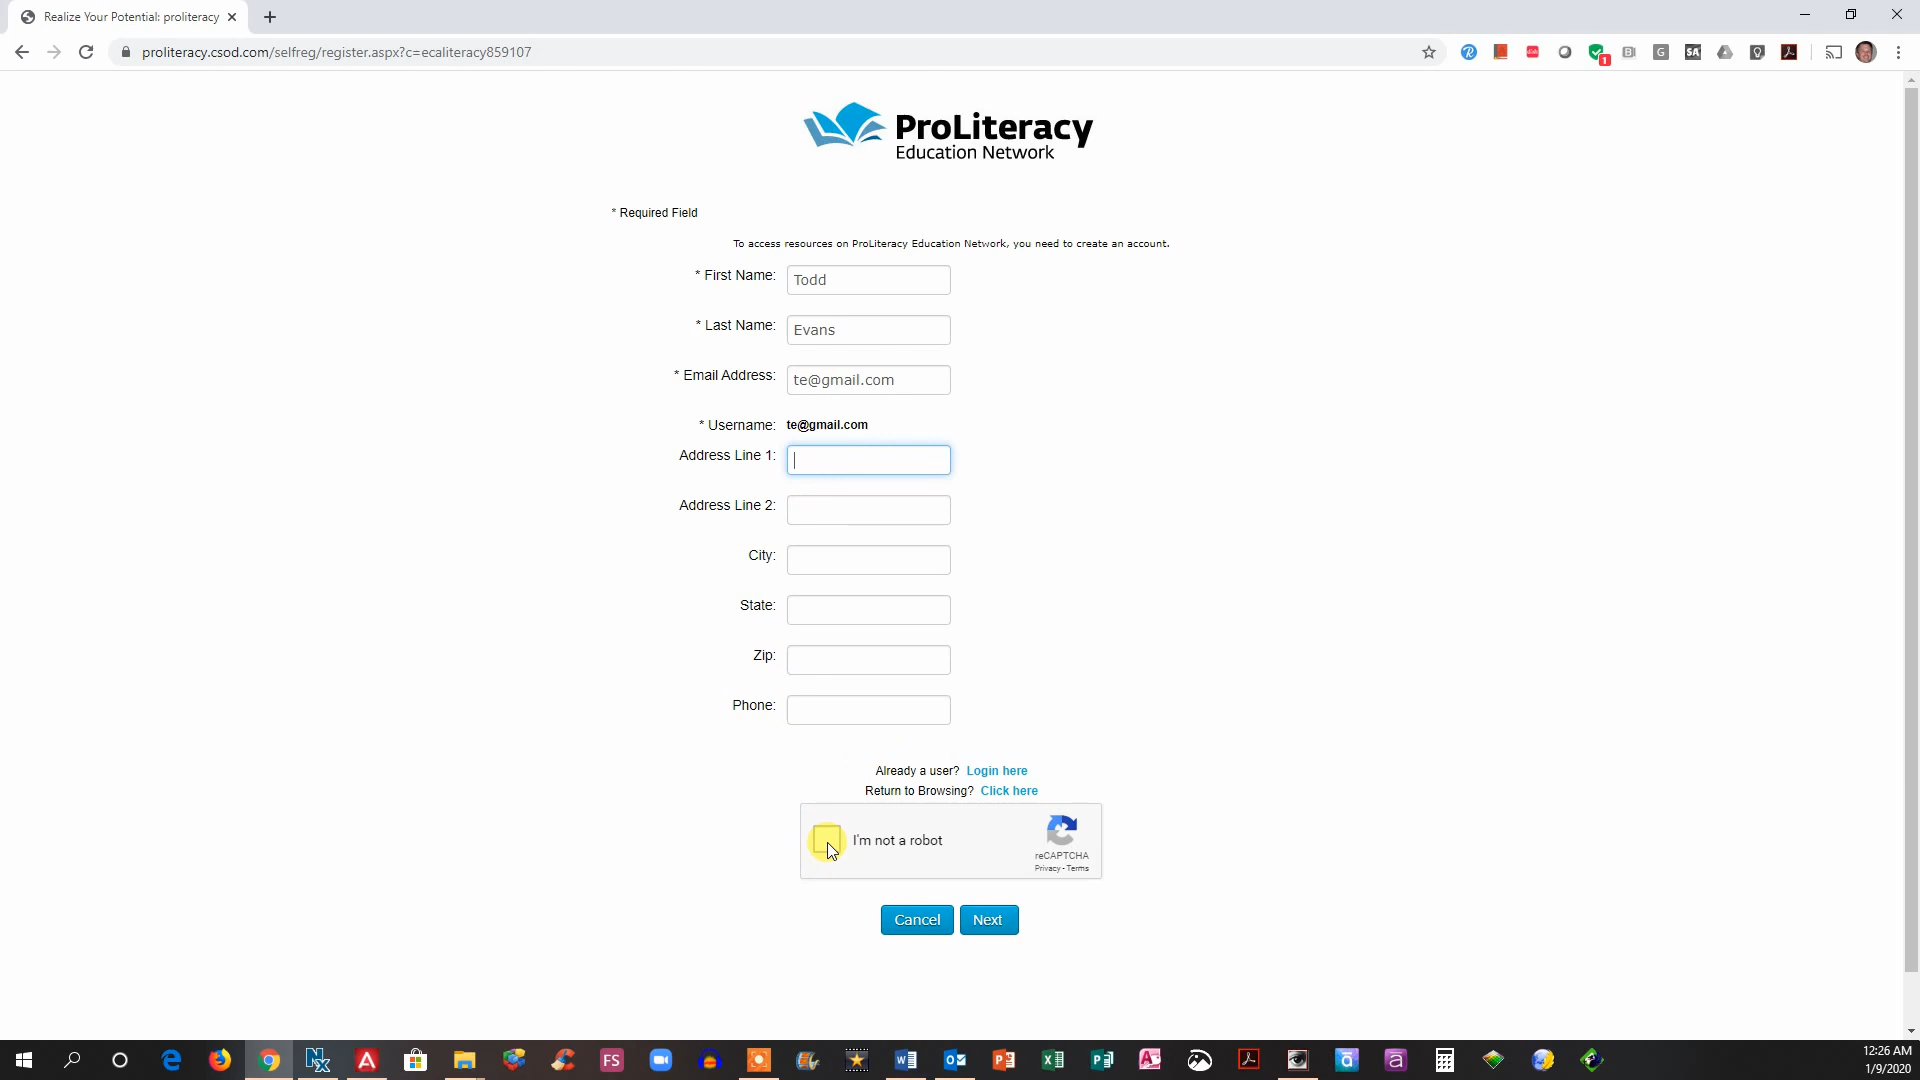 Realize Your Potential: proliteracy
proliteracy.csod.com/selfreg/register.aspx?c=ecaliteracy859107
1
ProLiteracy
Education Network
* Required Field
To access resources on ProLiteracy Education Network, you need to create an account.
* First Name: Todd
* Last Name: Evans
* Email Address: te@gmail.com
* Username: te@gmail.com
Address Line 1:
Address Line 2:
City:
State:
Zip:
Phone:
Already a user? Login here
Return to Browsing? Click here
I'm not a robot
reCAPTCHA
Privacy - Terms
Cancel Next
FS
12:26 AM
1/9/2020